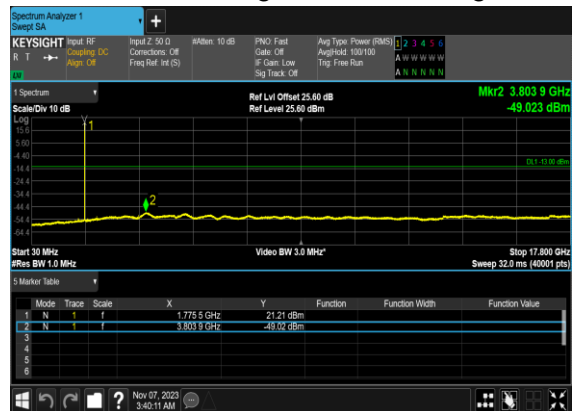 Spectrum Analyzer 1
Swept SA
+
KEYSIGHT Input: RF Input Z: 50 Ω #Atten: 10 dB PNO: Fast Avg Type: Power (RMS) 1 2 3 4 5 6
R T Coupling: DC Corrections: Off Gate: Off Avg|Hold: 100/100 A W W W W W
Align: Off Freq Ref: Int (S) IF Gain: Low Trig: Free Run
LW Sig Track: Off A N N N N N
1 Spectrum Ref Lvl Offset 25.60 dB Mkr2 3.803 9 GHz
Scale/Div 10 dB Ref Level 25.60 dBm -49.023 dBm
Log 1
15.6
5.60
-4.40
DL1 -13.00 dBm
-14.4
-24.4
-34.4
-44.4 2
-54.4
-64.4
Start 30 MHz Video BW 3.0 MHz* Stop 17.800 GHz
#Res BW 1.0 MHz Sweep 32.0 ms (40001 pts)
5 Marker Table
Mode Trace Scale X Y Function Function Width Function Value
1 N 1 f 1.775 5 GHz 21.21 dBm
2 N 1 f 3.803 9 GHz -49.02 dBm
3
4
5
6
? Nov 07, 2023
3:40:11 AM